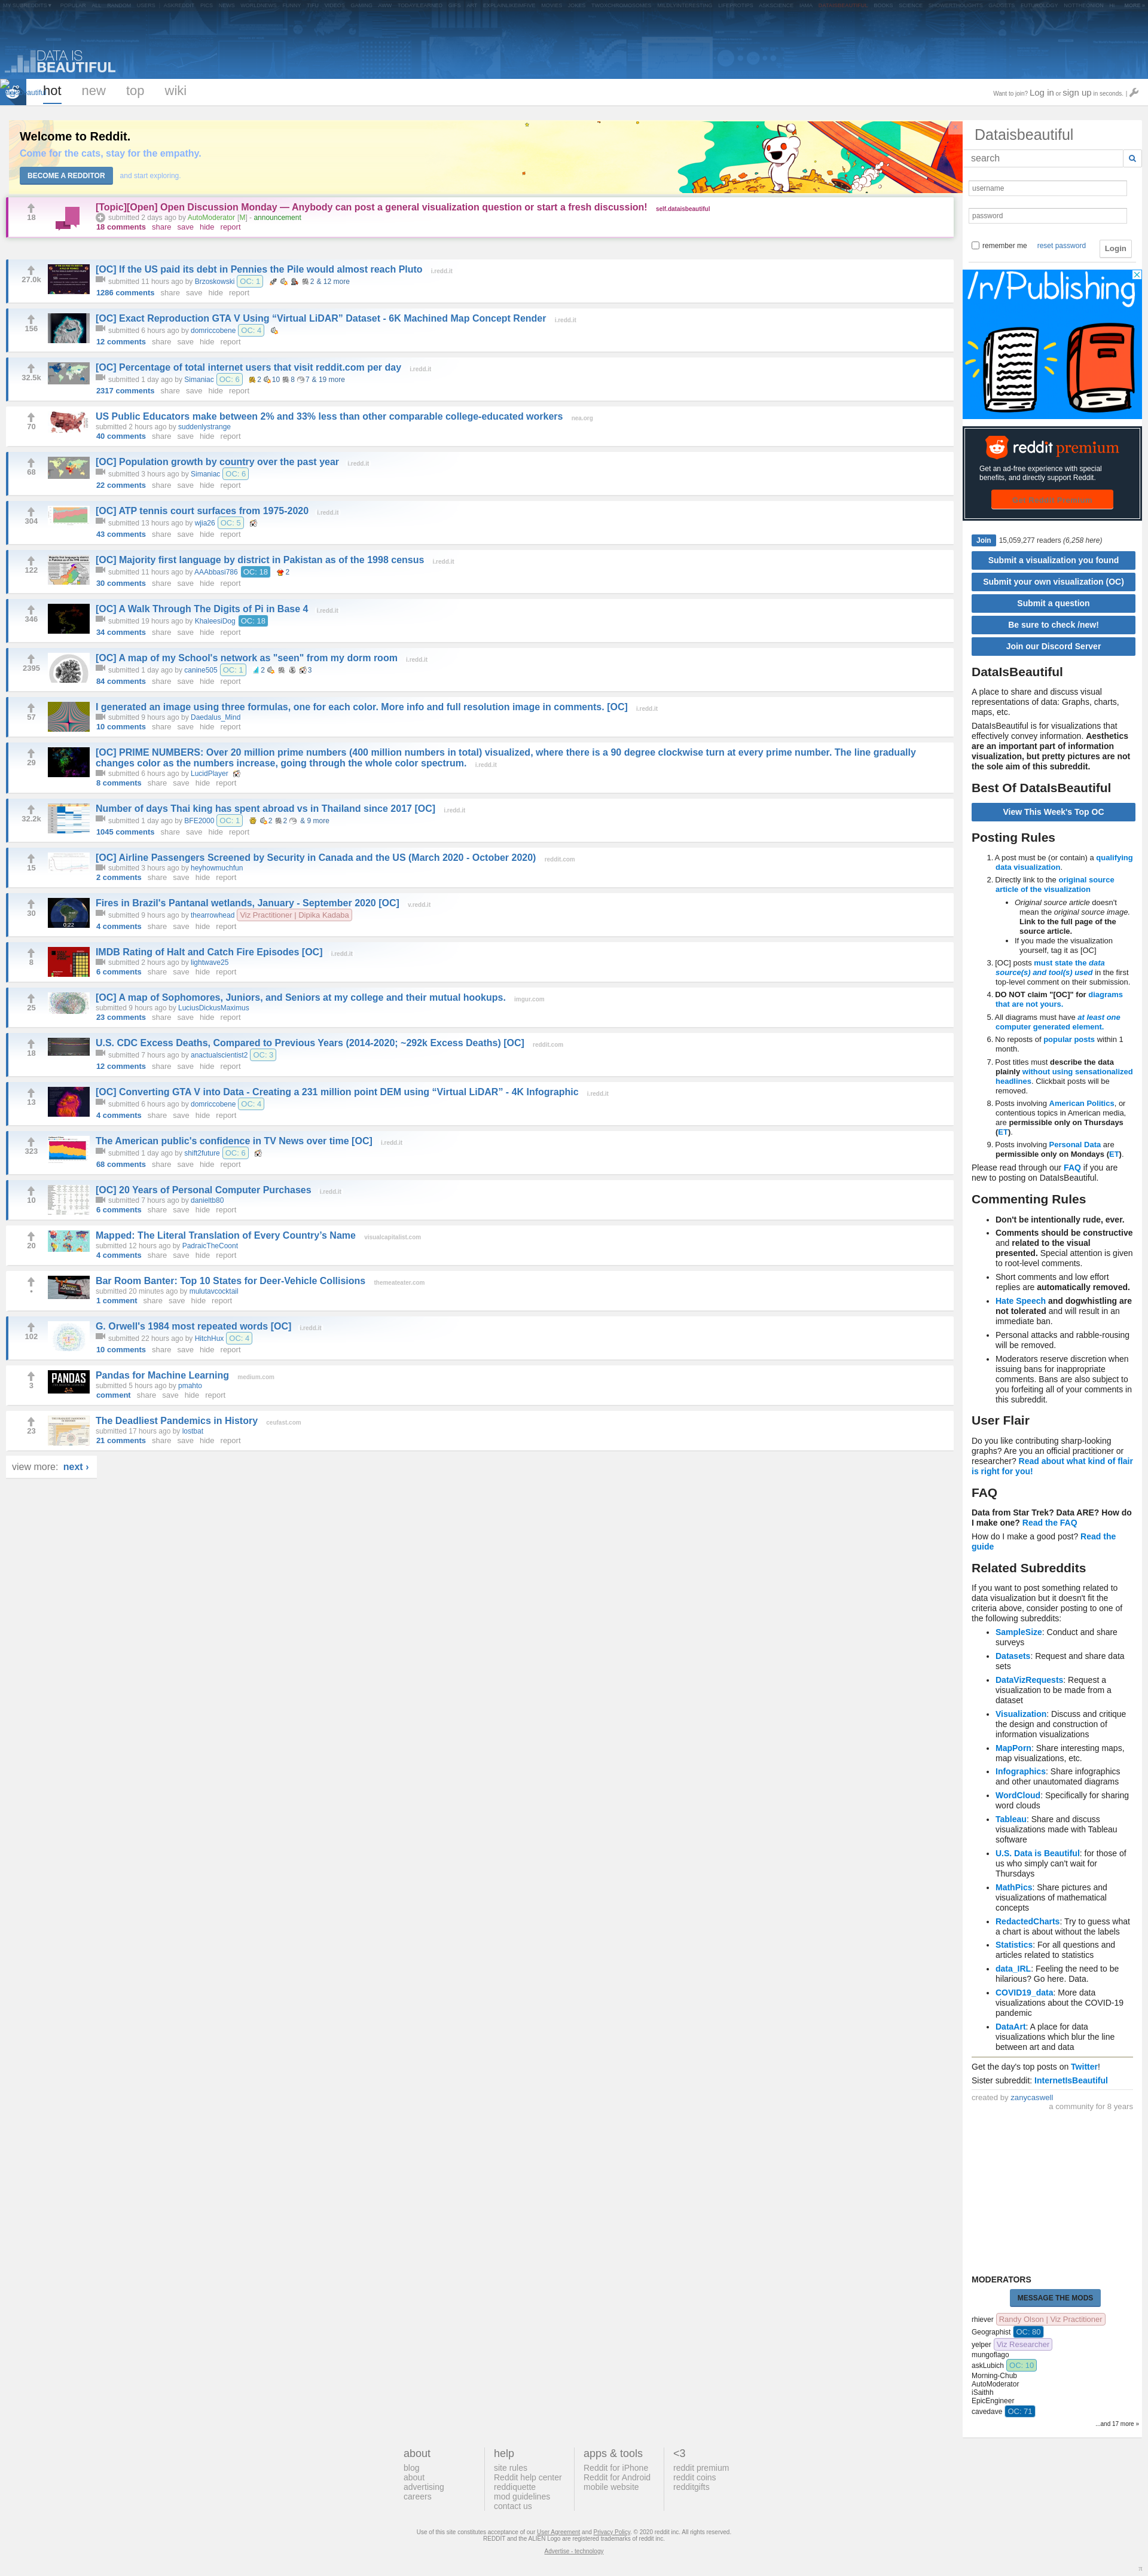 DATA IS
BEAUTIFUL
hot new top wiki
Want to join? Log in or sign up in seconds. |
Welcome to Reddit.
Come for the cats, stay for the empathy.
BECOME A REDDITOR and start exploring.
18
[Topic][Open] Open Discussion Monday — Anybody can post a general visualization question or start a fresh discussion! self.dataisbeautiful
submitted 2 days ago by AutoModerator [M] - announcement
18 comments share save hide report
27.0k
[OC] If the US paid its debt in Pennies the Pile would almost reach Pluto i.redd.it
submitted 11 hours ago by Brzoskowski OC: 1 2 & 12 more
1286 comments share save hide report
156
[OC] Exact Reproduction GTA V Using “Virtual LiDAR” Dataset - 6K Machined Map Concept Render i.redd.it
submitted 6 hours ago by domriccobene OC: 4
12 comments share save hide report
32.5k
[OC] Percentage of total internet users that visit reddit.com per day i.redd.it
submitted 1 day ago by Simaniac OC: 6 2 10 8 7 & 19 more
2317 comments share save hide report
70
US Public Educators make between 2% and 33% less than other comparable college-educated workers nea.org
submitted 2 hours ago by suddenlystrange
40 comments share save hide report
68
[OC] Population growth by country over the past year i.redd.it
submitted 3 hours ago by Simaniac OC: 6
22 comments share save hide report
304
[OC] ATP tennis court surfaces from 1975-2020 i.redd.it
submitted 13 hours ago by wjia26 OC: 5
43 comments share save hide report
122
[OC] Majority first language by district in Pakistan as of the 1998 census i.redd.it
submitted 11 hours ago by AAAbbasi786 OC: 18 2
30 comments share save hide report
346
[OC] A Walk Through The Digits of Pi in Base 4 i.redd.it
submitted 19 hours ago by KhaleesiDog OC: 18
34 comments share save hide report
2395
[OC] A map of my School's network as "seen" from my dorm room i.redd.it
submitted 1 day ago by canine505 OC: 1 2 3
84 comments share save hide report
57
I generated an image using three formulas, one for each color. More info and full resolution image in comments. [OC] i.redd.it
submitted 9 hours ago by Daedalus_Mind
10 comments share save hide report
29
[OC] PRIME NUMBERS: Over 20 million prime numbers (400 million numbers in total) visualized, where there is a 90 degree clockwise turn at every prime number. The line gradually
changes color as the numbers increase, going through the whole color spectrum. i.redd.it
submitted 6 hours ago by LucidPlayer
8 comments share save hide report
32.2k
Number of days Thai king has spent abroad vs in Thailand since 2017 [OC] i.redd.it
submitted 1 day ago by BFE2000 OC: 1 2 2 & 9 more
1045 comments share save hide report
15
[OC] Airline Passengers Screened by Security in Canada and the US (March 2020 - October 2020) reddit.com
submitted 3 hours ago by heyhowmuchfun
2 comments share save hide report
30
Fires in Brazil's Pantanal wetlands, January - September 2020 [OC] v.redd.it
submitted 9 hours ago by thearrowhead Viz Practitioner | Dipika Kadaba
0:22
4 comments share save hide report
8
IMDB Rating of Halt and Catch Fire Episodes [OC] i.redd.it
submitted 2 hours ago by lightwave25
6 comments share save hide report
25
[OC] A map of Sophomores, Juniors, and Seniors at my college and their mutual hookups. imgur.com
submitted 9 hours ago by LuciusDickusMaximus
23 comments share save hide report
18
U.S. CDC Excess Deaths, Compared to Previous Years (2014-2020; ~292k Excess Deaths) [OC] reddit.com
submitted 7 hours ago by anactualscientist2 OC: 3
12 comments share save hide report
13
[OC] Converting GTA V into Data - Creating a 231 million point DEM using “Virtual LiDAR” - 4K Infographic i.redd.it
submitted 6 hours ago by domriccobene OC: 4
4 comments share save hide report
323
The American public's confidence in TV News over time [OC] i.redd.it
submitted 1 day ago by shift2future OC: 6
68 comments share save hide report
10
[OC] 20 Years of Personal Computer Purchases i.redd.it
submitted 7 hours ago by danieltb80
6 comments share save hide report
20
Mapped: The Literal Translation of Every Country’s Name visualcapitalist.com
submitted 12 hours ago by PadraicTheCoont
4 comments share save hide report
•
Bar Room Banter: Top 10 States for Deer-Vehicle Collisions themeateater.com
submitted 20 minutes ago by mulutavcocktail
1 comment share save hide report
102
G. Orwell's 1984 most repeated words [OC] i.redd.it
submitted 22 hours ago by HitchHux OC: 4
10 comments share save hide report
3
PANDAS
Pandas for Machine Learning medium.com
submitted 5 hours ago by pmahto
comment share save hide report
23
The Deadliest Pandemics in History ceufast.com
submitted 17 hours ago by lostbat
21 comments share save hide report
view more: next ›
Dataisbeautiful
search
username
password
remember me reset password Login
/r/Publishing
reddit premium
Get an ad-free experience with special
benefits, and directly support Reddit.
Join 15,059,277 readers (6,258 here)
Submit a visualization you found
Submit your own visualization (OC)
Submit a question
Be sure to check /new!
Join our Discord Server
DataIsBeautiful
A place to share and discuss visual
representations of data: Graphs, charts,
maps, etc.
DataIsBeautiful is for visualizations that
effectively convey information. Aesthetics
are an important part of information
visualization, but pretty pictures are not
the sole aim of this subreddit.
Best Of DataIsBeautiful
View This Week's Top OC
Posting Rules
1. A post must be (or contain) a qualifying
data visualization.
2. Directly link to the original source
article of the visualization
• Original source article doesn't
mean the original source image.
Link to the full page of the
source article.
• If you made the visualization
yourself, tag it as [OC]
3. [OC] posts must state the data
source(s) and tool(s) used in the first
top-level comment on their submission.
4. DO NOT claim "[OC]" for diagrams
that are not yours.
5. All diagrams must have at least one
computer generated element.
6. No reposts of popular posts within 1
month.
7. Post titles must describe the data
plainly without using sensationalized
headlines. Clickbait posts will be
removed.
8. Posts involving American Politics, or
contentious topics in American media,
are permissible only on Thursdays
(ET).
9. Posts involving Personal Data are
permissible only on Mondays (ET).
Please read through our FAQ if you are
new to posting on DataIsBeautiful.
Commenting Rules
• Don't be intentionally rude, ever.
• Comments should be constructive
and related to the visual
presented. Special attention is given
to root-level comments.
• Short comments and low effort
replies are automatically removed.
• Hate Speech and dogwhistling are
not tolerated and will result in an
immediate ban.
• Personal attacks and rabble-rousing
will be removed.
• Moderators reserve discretion when
issuing bans for inappropriate
comments. Bans are also subject to
you forfeiting all of your comments in
this subreddit.
User Flair
Do you like contributing sharp-looking
graphs? Are you an official practitioner or
researcher? Read about what kind of flair
is right for you!
FAQ
Data from Star Trek? Data ARE? How do
I make one? Read the FAQ
How do I make a good post? Read the
guide
Related Subreddits
If you want to post something related to
data visualization but it doesn't fit the
criteria above, consider posting to one of
the following subreddits:
• SampleSize: Conduct and share
surveys
• Datasets: Request and share data
sets
• DataVizRequests: Request a
visualization to be made from a
dataset
• Visualization: Discuss and critique
the design and construction of
information visualizations
• MapPorn: Share interesting maps,
map visualizations, etc.
• Infographics: Share infographics
and other unautomated diagrams
• WordCloud: Specifically for sharing
word clouds
• Tableau: Share and discuss
visualizations made with Tableau
software
• U.S. Data is Beautiful: for those of
us who simply can't wait for
Thursdays
• MathPics: Share pictures and
visualizations of mathematical
concepts
• RedactedCharts: Try to guess what
a chart is about without the labels
• Statistics: For all questions and
articles related to statistics
• data_IRL: Feeling the need to be
hilarious? Go here. Data.
• COVID19_data: More data
visualizations about the COVID-19
pandemic
• DataArt: A place for data
visualizations which blur the line
between art and data
Get the day's top posts on Twitter!
Sister subreddit: InternetIsBeautiful
created by zanycaswell
a community for 8 years
MODERATORS
MESSAGE THE MODS
rhiever Randy Olson | Viz Practitioner
Geographist OC: 80
yelper Viz Researcher
mungoflago
askLubich OC: 10
Morning-Chub
AutoModerator
iSaithh
EpicEngineer
cavedave OC: 71
...and 17 more »
about help apps & tools <3
blog site rules Reddit for iPhone reddit premium
about Reddit help center Reddit for Android reddit coins
advertising reddiquette mobile website redditgifts
careers mod guidelines
contact us
Use of this site constitutes acceptance of our User Agreement and Privacy Policy. © 2020 reddit inc. All rights reserved.
REDDIT and the ALIEN Logo are registered trademarks of reddit inc.
Advertise - technology
π